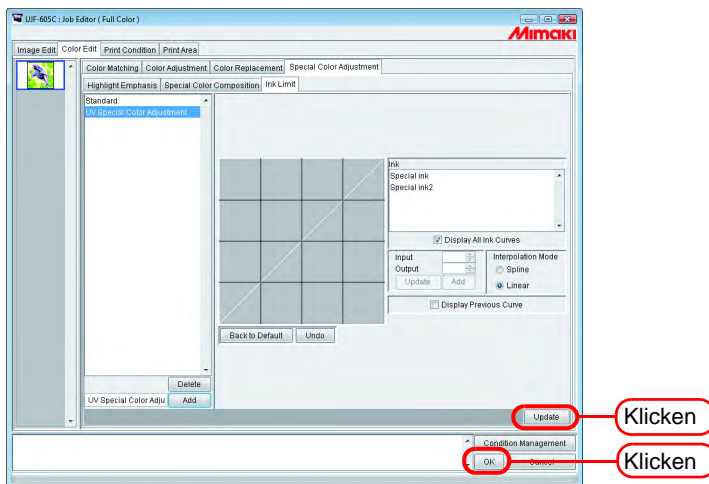 UJF-605C : Job Editor ( Full Color )
Mimaki
Image Edit Color Edit Print Condition Print Area
Color Matching Color Adjustment Color Replacement Special Color Adjustment
Highlight Emphasis Special Color Composition Ink Limit
Standard
UV Special Color Adjustment
Ink
Special ink
Special ink2
Display All Ink Curves
Input
Output
Update Add
Interpolation Mode
Spline
Linear
Display Previous Curve
Back to Default Undo
Delete
UV Special Color Adju Add
Update
Klicken
Condition Management
OK Cancel
Klicken